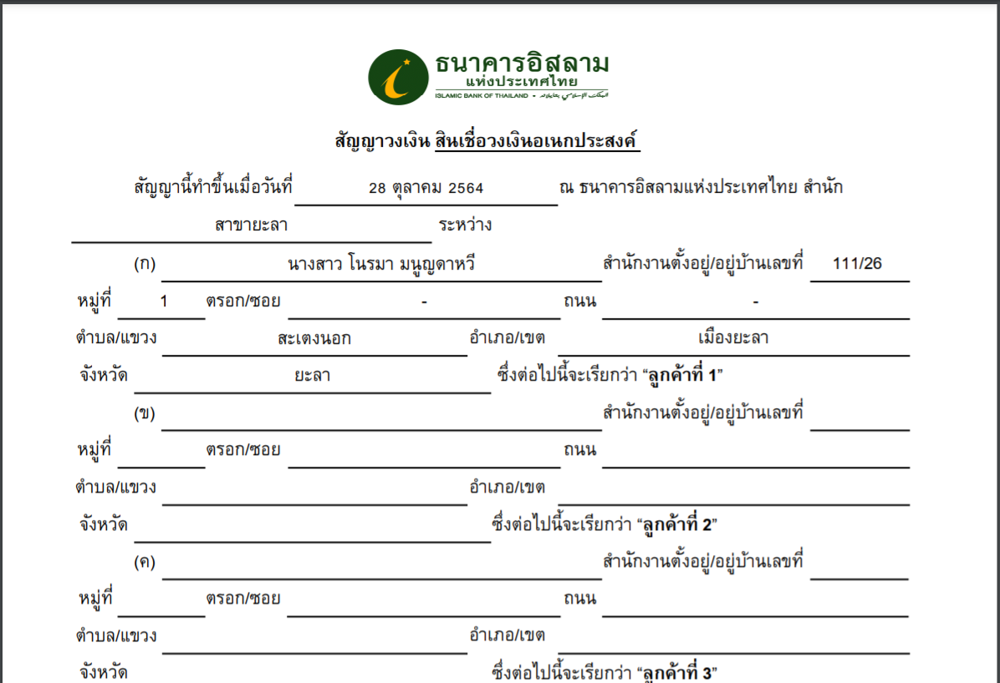 ธนาคารอิสลาม
แห่งประเทศไทย
ISLAMIC BANK OF THAILAND -
สัญญาวงเงิน สินเชื่อวงเงินอเนกประสงค์
สัญญานี้ทำขึ้นเมื่อวันที่ 28 ตุลาคม 2564 ณ ธนาคารอิสลามแห่งประเทศไทย สำนัก
สาขายะลา ระหว่าง
(ก) นางสาว โนรมา มนูญดาหวี สำนักงานตั้งอยู่/อยู่บ้านเลขที่ 111/26
หมู่ที่ 1 ตรอก/ซอย - ถนน -
ตำบล/แขวง สะเตงนอก อำเภอ/เขต เมืองยะลา
จังหวัด ยะลา ซึ่งต่อไปนี้จะเรียกว่า “ลูกค้าที่ 1”
(ข) สำนักงานตั้งอยู่/อยู่บ้านเลขที่
หมู่ที่ ตรอก/ซอย ถนน
ตำบล/แขวง อำเภอ/เขต
จังหวัด ซึ่งต่อไปนี้จะเรียกว่า “ลูกค้าที่ 2”
(ค) สำนักงานตั้งอยู่/อยู่บ้านเลขที่
หมู่ที่ ตรอก/ซอย ถนน
ตำบล/แขวง อำเภอ/เขต
จังหวัด ซึ่งต่อไปนี้จะเรียกว่า “ลูกค้าที่ 3”